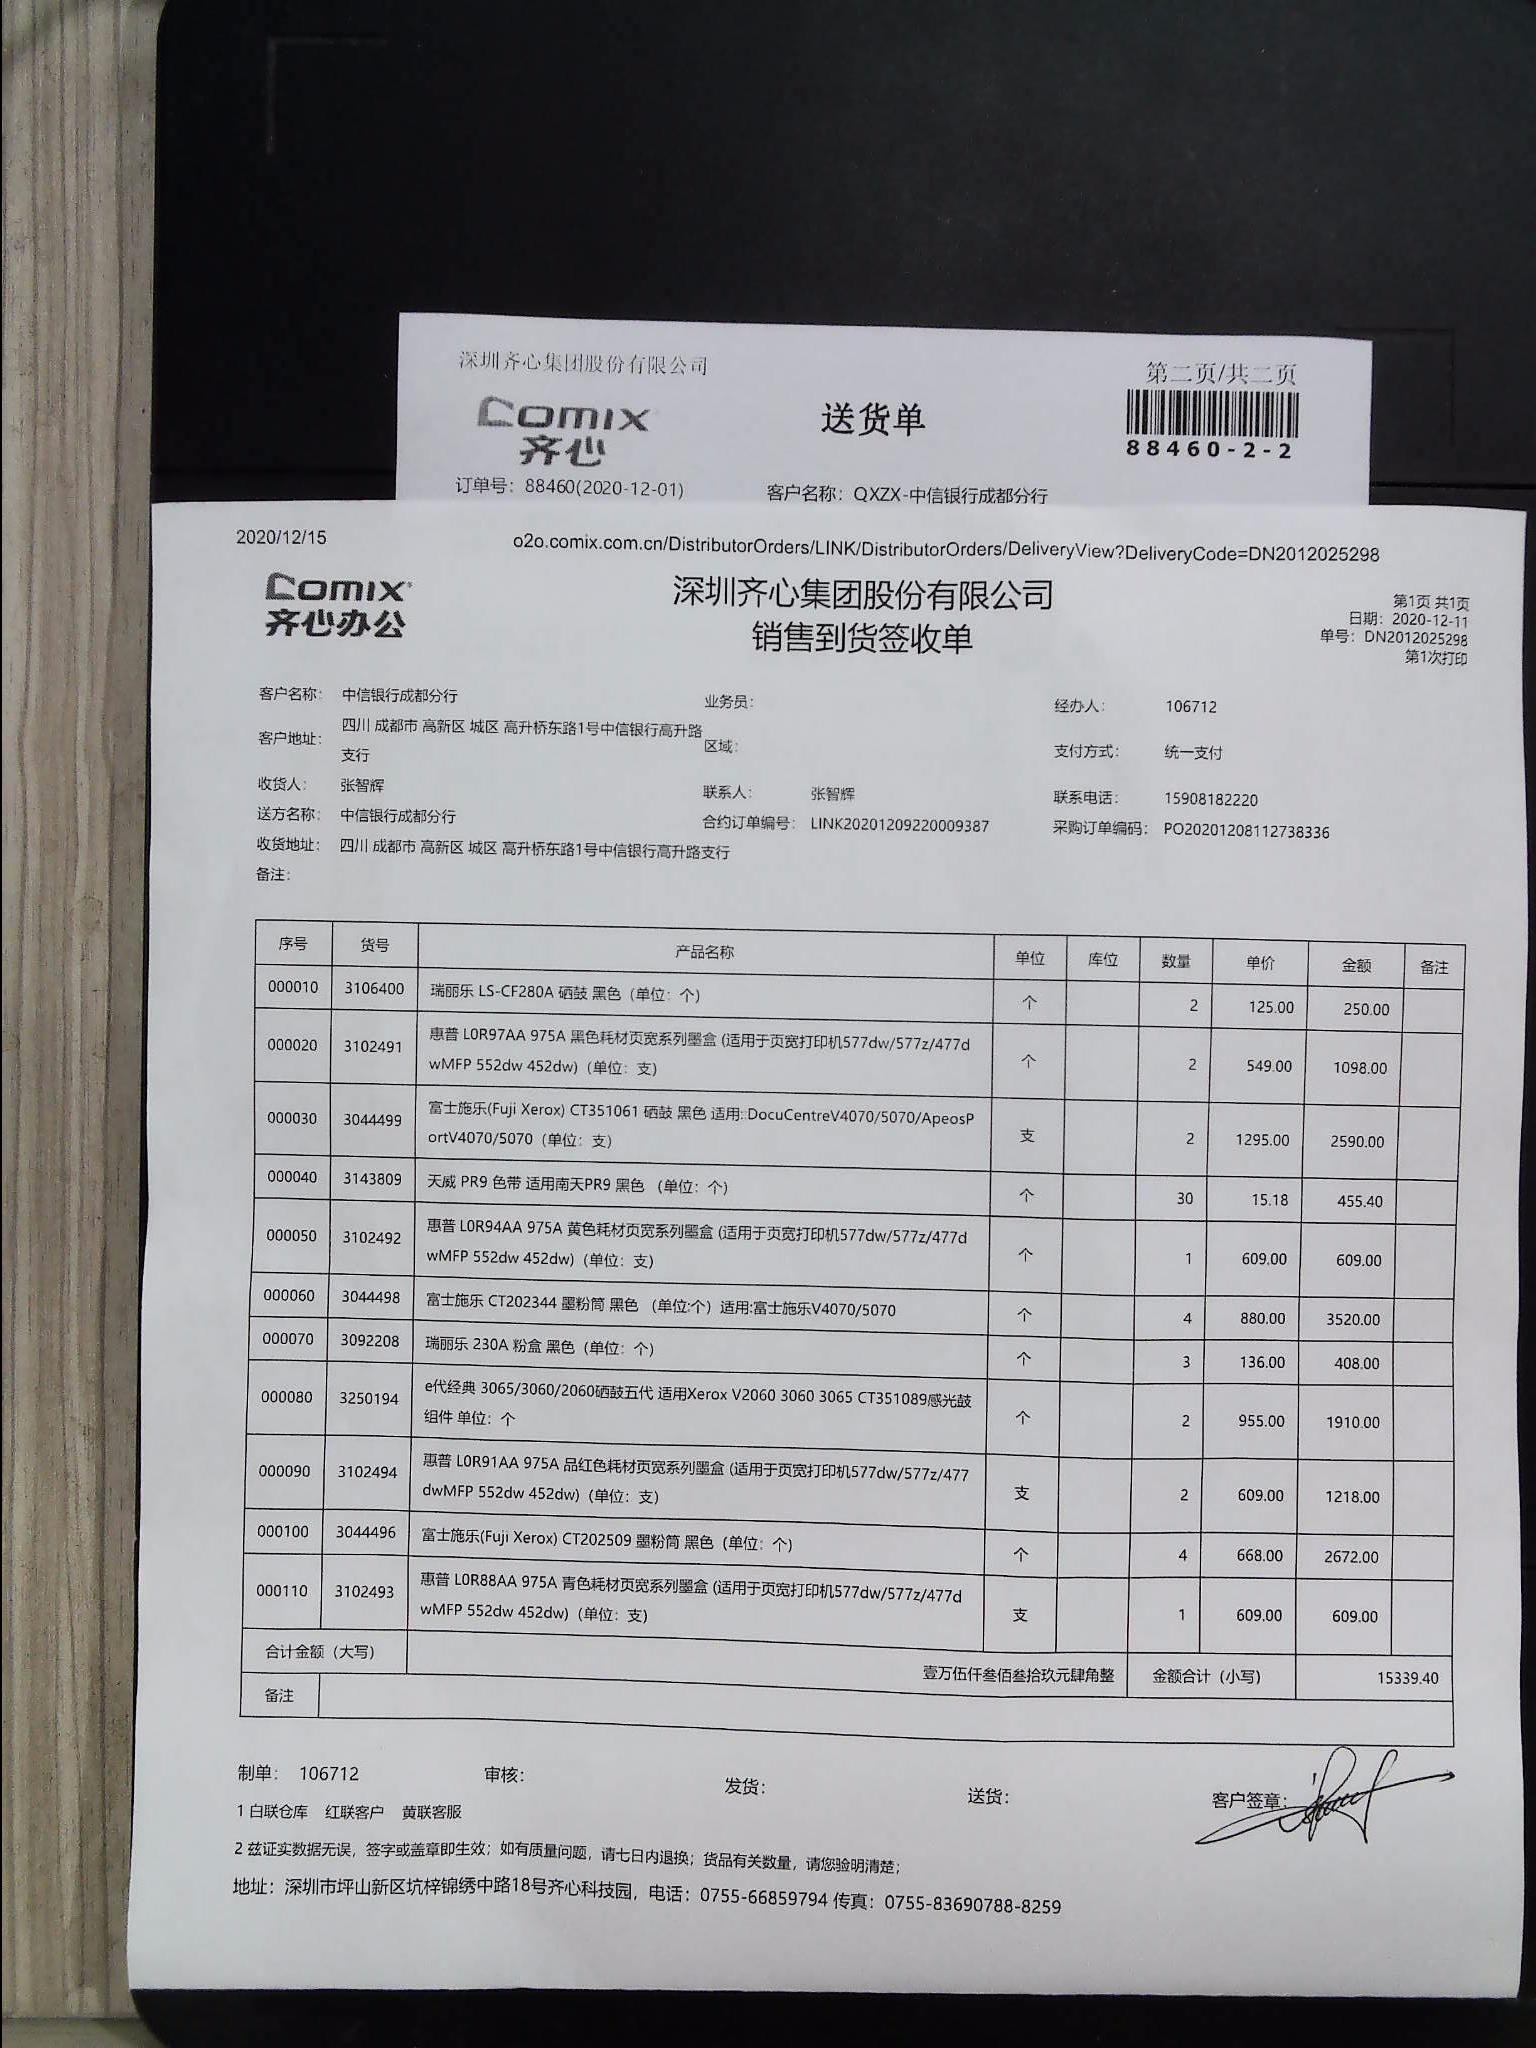 深圳齐心集团股份有限公司
第二页/共二页
COMIX
齐心
送货单
88460-2-2
订单号：88460(2020-12-01)
客户名称：QXZX-中信银行成都分行
2020/12/15
o2o.comix.com.cn/DistributorOrders/LINK/DistributorOrders/DeliveryView?DeliveryCode=DN2012025298
COMIX
齐心办公
深圳齐心集团股份有限公司
销售到货签收单
第1页 共1页
日期：2020-12-11
单号：DN2012025298
第1次打印
客户名称： 中信银行成都分行 业务员： 经办人： 106712
客户地址： 四川 成都市 高新区 城区 高升桥东路1号中信银行高升路
支行
区域： 支付方式： 统一支付
收货人： 张智辉 联系人： 张智辉 联系电话： 15908182220
送方名称： 中信银行成都分行 合约订单编号： LINK20201209220009387 采购订单编码： PO20201208112738336
收货地址： 四川 成都市 高新区 城区 高升桥东路1号中信银行高升路支行
备注：
序号 货号 产品名称 单位 库位 数量 单价 金额 备注
000010 3106400 瑞丽乐 LS-CF280A 硒鼓 黑色（单位：个） 个 2 125.00 250.00
000020 3102491 惠普 L0R97AA 975A 黑色耗材页宽系列墨盒 (适用于页宽打印机577dw/577z/477d
wMFP 552dw 452dw)（单位：支） 个 2 549.00 1098.00
000030 3044499 富士施乐(Fuji Xerox) CT351061 硒鼓 黑色 适用:DocuCentreV4070/5070/ApeosP
ortV4070/5070（单位：支） 支 2 1295.00 2590.00
000040 3143809 天威 PR9 色带 适用南天PR9 黑色 （单位：个） 个 30 15.18 455.40
000050 3102492 惠普 L0R94AA 975A 黄色耗材页宽系列墨盒 (适用于页宽打印机577dw/577z/477d
wMFP 552dw 452dw)（单位：支） 个 1 609.00 609.00
000060 3044498 富士施乐 CT202344 墨粉筒 黑色 （单位:个）适用:富士施乐V4070/5070 个 4 880.00 3520.00
000070 3092208 瑞丽乐 230A 粉盒 黑色（单位：个） 个 3 136.00 408.00
000080 3250194 e代经典 3065/3060/2060硒鼓五代 适用Xerox V2060 3060 3065 CT351089感光鼓
组件 单位：个 个 2 955.00 1910.00
000090 3102494 惠普 L0R91AA 975A 品红色耗材页宽系列墨盒 (适用于页宽打印机577dw/577z/477
dwMFP 552dw 452dw)（单位：支） 支 2 609.00 1218.00
000100 3044496 富士施乐(Fuji Xerox) CT202509 墨粉筒 黑色（单位：个） 个 4 668.00 2672.00
000110 3102493 惠普 L0R88AA 975A 青色耗材页宽系列墨盒 (适用于页宽打印机577dw/577z/477d
wMFP 552dw 452dw)（单位：支） 支 1 609.00 609.00
合计金额（大写） 壹万伍仟叁佰叁拾玖元肆角整 金额合计（小写） 15339.40
备注
制单： 106712 审核： 发货： 送货： 客户签章：
1 白联仓库 红联客户 黄联客服
2 兹证实数据无误，签字或盖章即生效；如有质量问题，请七日内退换；货品有关数量，请您验明清楚；
地址：深圳市坪山新区坑梓锦绣中路18号齐心科技园，电话：0755-66859794 传真：0755-83690788-8259